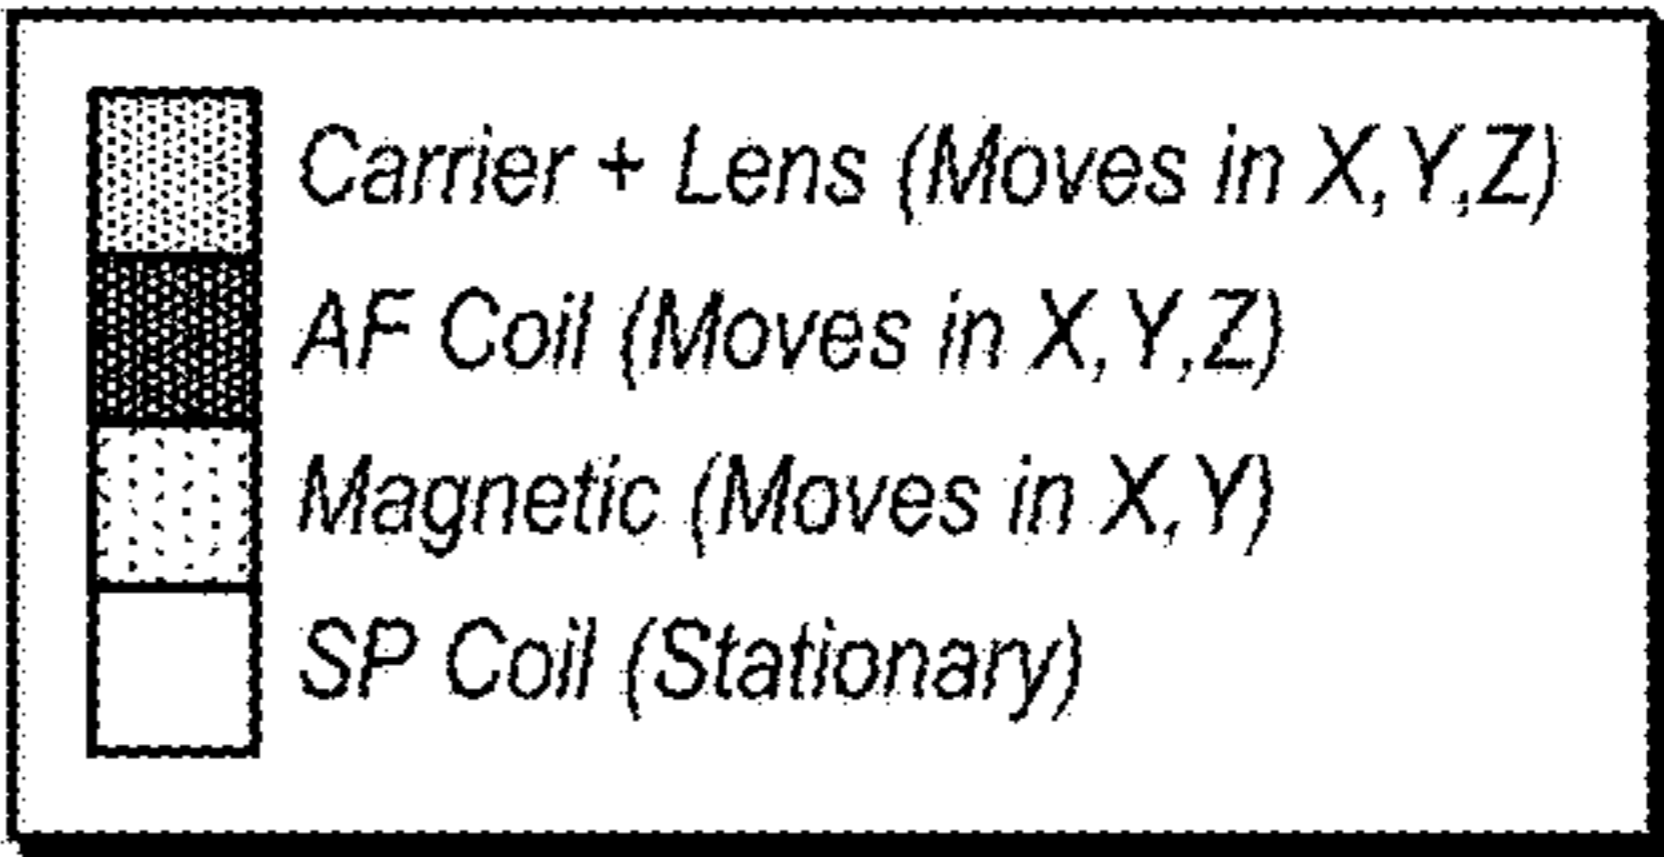 Carrier + Lens (Moves in X,Y,Z)
AF Coil (Moves in X,Y,Z)
Magnetic (Moves in X,Y)
SP Coil (Stationary)